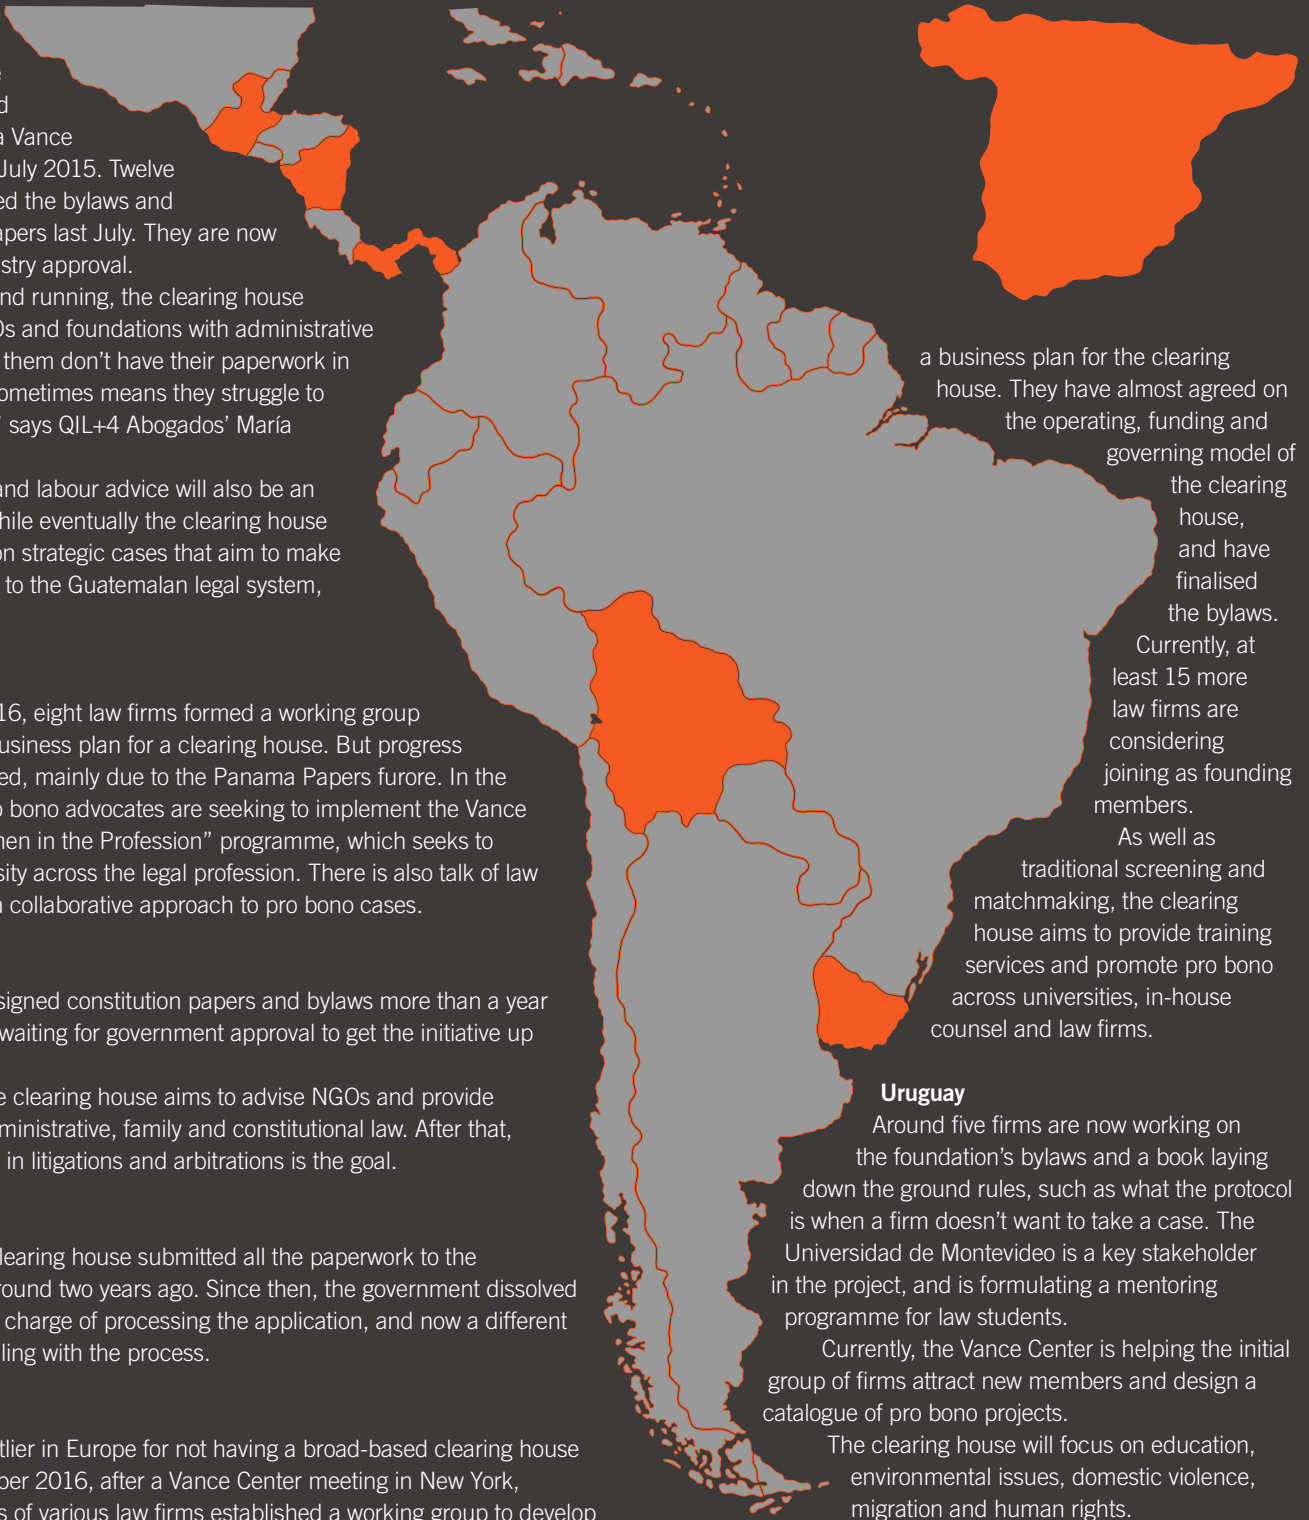 a Vance
July 2015. Twelve
ed the bylaws and
apers last July. They are now
stry approval.
nd running, the clearing house
Os and foundations with administrative
them don't have their paperwork in
ometimes means they struggle to
" says QIL+4 Abogados' María
and labour advice will also be an
hile eventually the clearing house
on strategic cases that aim to make
to the Guatemalan legal system,
16, eight law firms formed a working group
usiness plan for a clearing house. But progress
ed, mainly due to the Panama Papers furore. In the
o bono advocates are seeking to implement the Vance
men in the Profession" programme, which seeks to
sity across the legal profession. There is also talk of law
a collaborative approach to pro bono cases.
signed constitution papers and bylaws more than a year
waiting for government approval to get the initiative up
e clearing house aims to advise NGOs and provide
ministrative, family and constitutional law. After that,
in litigations and arbitrations is the goal.
learing house submitted all the paperwork to the
round two years ago. Since then, the government dissolved
charge of processing the application, and now a different
ling with the process.
tlier in Europe for not having a broad-based clearing house
ber 2016, after a Vance Center meeting in New York,
s of various law firms established a working group to develop
a business plan for the clearing
house. They have almost agreed on
the operating, funding and
governing model of
the clearing
house,
and have
finalised
the bylaws.
Currently, at
least 15 more
law firms are
considering
joining as founding
members.
As well as
traditional screening and
matchmaking, the clearing
house aims to provide training
services and promote pro bono
across universities, in-house
counsel and law firms.
Uruguay
Around five firms are now working on
the foundation's bylaws and a book laying
down the ground rules, such as what the protocol
is when a firm doesn't want to take a case. The
Universidad de Montevideo is a key stakeholder
in the project, and is formulating a mentoring
programme for law students.
Currently, the Vance Center is helping the initial
group of firms attract new members and design a
catalogue of pro bono projects.
The clearing house will focus on education,
environmental issues, domestic violence,
migration and human rights.